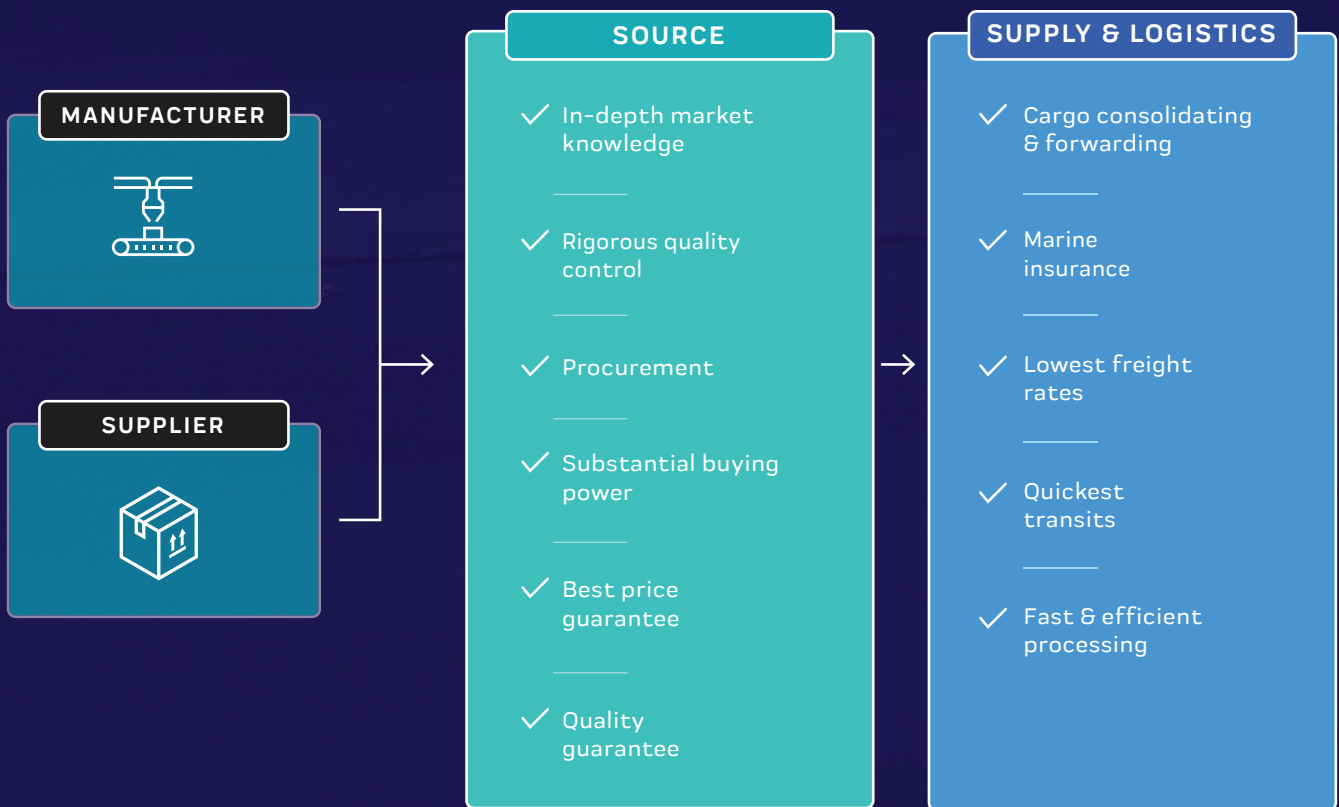 MANUFACTURER
SUPPLIER
SOURCE
In-depth market
knowledge
Rigorous quality
control
Procurement
Substantial buying
power
Best price
guarantee
Quality
guarantee
SUPPLY & LOGISTICS
Cargo consolidating
& forwarding
Marine
insurance
Lowest freight
rates
Quickest
transits
Fast & efficient
processing